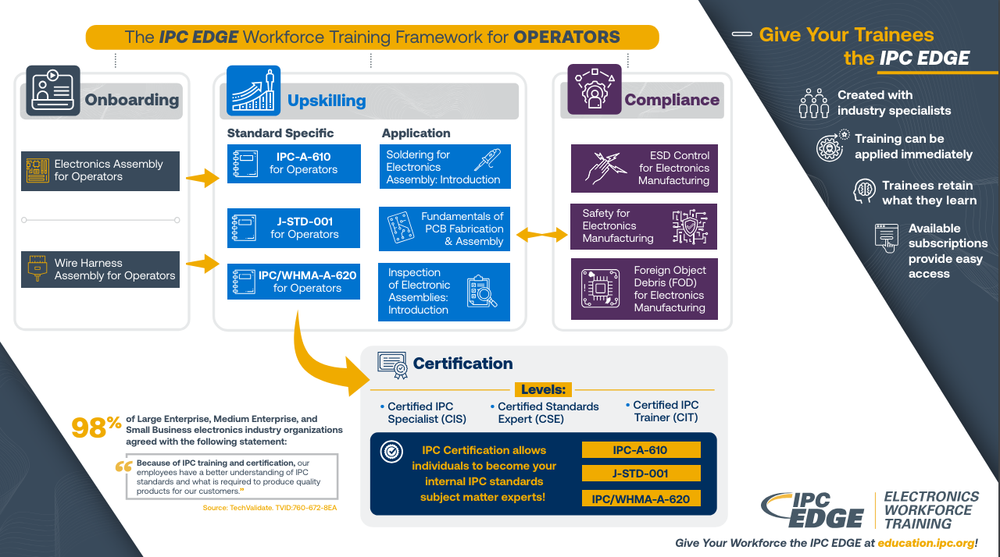 The IPC EDGE Workforce Training Framework for OPERATORS
Onboarding
Electronics Assembly
for Operators
Wire Harness
Assembly for Operators
Upskilling
Standard Specific
IPC-A-610
for Operators
J-STD-001
for Operators
IPC/WHMA-A-620
for Operators
Application
Soldering for
Electronics
Assembly: Introduction
Fundamentals of
PCB Fabrication
& Assembly
Inspection
of Electronic
Assemblies:
Introduction
Compliance
ESD Control
for Electronics
Manufacturing
Safety for
Electronics
Manufacturing
Foreign Object
Debris (FOD)
for Electronics
Manufacturing
Give Your Trainees
the IPC EDGE
Created with
industry specialists
Training can be
applied immediately
Trainees retain
what they learn
Available
subscriptions
provide easy
access
Certification
Levels:
• Certified IPC
Specialist (CIS)
• Certified Standards
Expert (CSE)
• Certified IPC
Trainer (CIT)
IPC Certification allows
individuals to become your
internal IPC standards
subject matter experts!
IPC-A-610
J-STD-001
IPC/WHMA-A-620
98%
of Large Enterprise, Medium Enterprise, and
Small Business electronics industry organizations
agreed with the following statement:
“Because of IPC training and certification, our
employees have a better understanding of IPC
standards and what is required to produce quality
products for our customers.”
Source: TechValidate. TVID:760-672-8EA
IPC
EDGE
ELECTRONICS
WORKFORCE
TRAINING
Give Your Workforce the IPC EDGE at education.ipc.org!